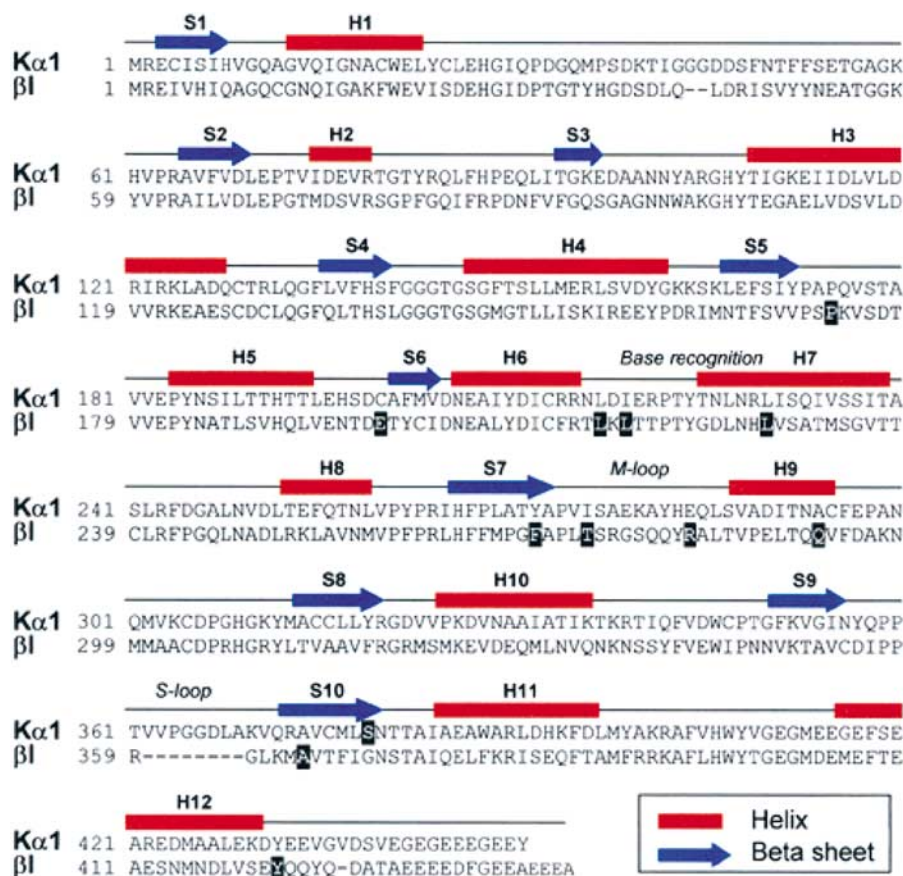 S1 H1
Kα1 1 MRECISIHVGQAGVQIGNACWELYCLEHGIQPDGQMPSDKTIGGGDDSFNTFFSETGAGK
βI 1 MREIVHIQAGQCGNQIGAKFWEVISDEHGIDPTGTYHGDSDLQ--LDRISVYYNEATGGK
S2 H2 S3 H3
Kα1 61 HVPRAVFVDLEPTVIDEVRTGTYRQLFHPEQLITGKEDAANNYARGHYTIGKEIIDLVLD
βI 59 YVPRAILVDLEPGTMDSVRSGPFGQIFRPDNFVFGQSGAGNNWAKGHYTEGAELVDSVLD
S4 H4 S5
Kα1 121 RIRKLADQCTRLQGFLVFHSFGGGTGSGFTSLLMERLSVDYGKKSKLEFSIYPAPQVSTA
βI 119 VVRKEAESCDCLQGFQLTHSLGGGTGSGMGTLLISKIREEYPDRIMNTFSVVPSPKVSDT
H5 S6 H6 Base recognition H7
Kα1 181 VVEPYNSILTTHTTLEHSDCAFMVDNEAIYDICRRNLDIERPTYTNLNRLISQIVSSITA
βI 179 VVEPYNATLSVHQLVENTDETYCIDNEALYDICFRTLKLTTPTYGDLNHLVSATMSGVTT
H8 S7 M-loop H9
Kα1 241 SLRFDGALNVDLTEFQTNLVPYPRIHFPLATYAPVISAEKAYHEQLSVADITNACFEPAN
βI 239 CLRFPGQLNADLRKLAVNMVPFPRLHFFMPGFAPLTSRGSQQYRALTVPELTQQVFDAKN
S8 H10 S9
Kα1 301 QMVKCDPGHGKYMACCLLYRGDVVPKDVNAAIATIKTKRTIQFVDWCPTGFKVGINYQPP
βI 299 MMAACDPRHGRYLTVAAVFRGRMSMKEVDEQMLNVQNKNSSYFVEWIPNNVKTAVCDIPP
S-loop S10 H11
Kα1 361 TVVPGGDLAKVQRAVCMLSNTTAIAEAWARLDHKFDLMYAKRAFVHWYVGEGMEEGEFSE
βI 359 R----------GLKMAVTFIGNSTAIQELFKRISEQFTAMFRRKAFLHWYTGEGMDEMEFTE
H12
Kα1 421 AREDMAALEKDYEEVGVDSVEGEGEEEGEEY
βI 411 AESNMNDLVSEYQQYQ-DATAEEEEDFGEEAEEEA
Helix
Beta sheet